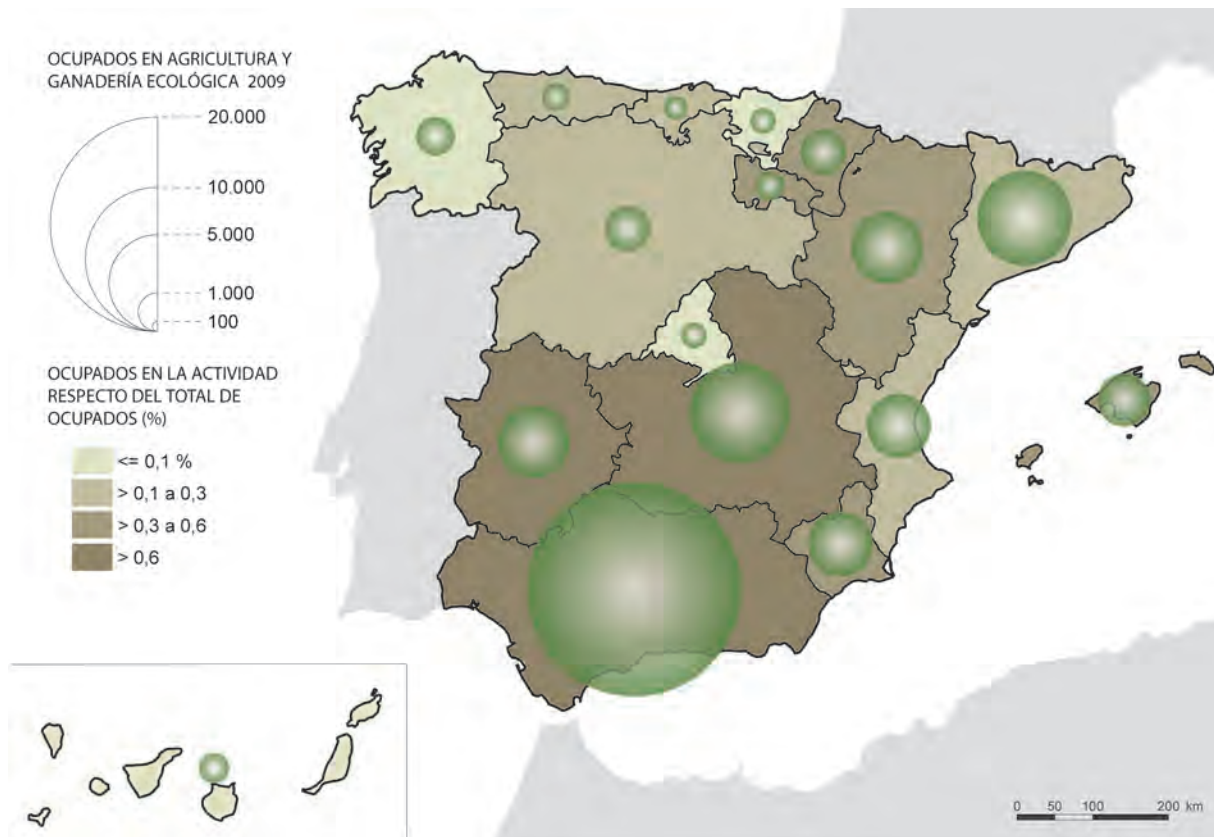 OCUPADOS EN AGRICULTURA Y
GANADERÍA ECOLÓGICA 2009
20.000
10.000
5.000
1.000
100
OCUPADOS EN LA ACTIVIDAD
RESPECTO DEL TOTAL DE
OCUPADOS (%)
<= 0,1 %
> 0,1 a 0,3
> 0,3 a 0,6
> 0,6
0 50 100 200 km